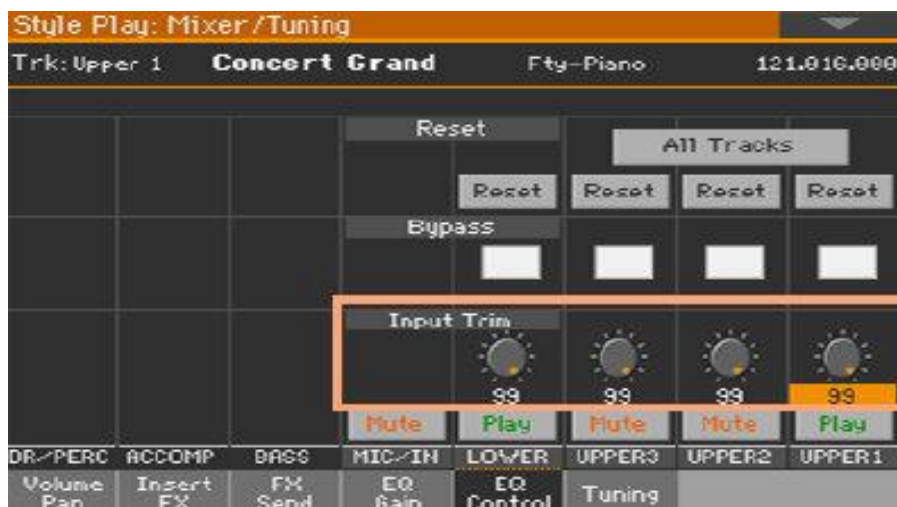 Style Play: Mixer/Tuning
Trk: Upper 1 Concert Grand Fty-Piano 121.016.000
Reset
All Tracks
Reset Reset Reset Reset
Bypass
Input Trim
99 99 99 99
Mute Play Mute Mute Play
DR/PERC ACCOMP BASS MIC/IN LOWER UPPER3 UPPER2 UPPER1
Volume Insert FX EQ EQ Tuning
Pan FX Send Gain Control